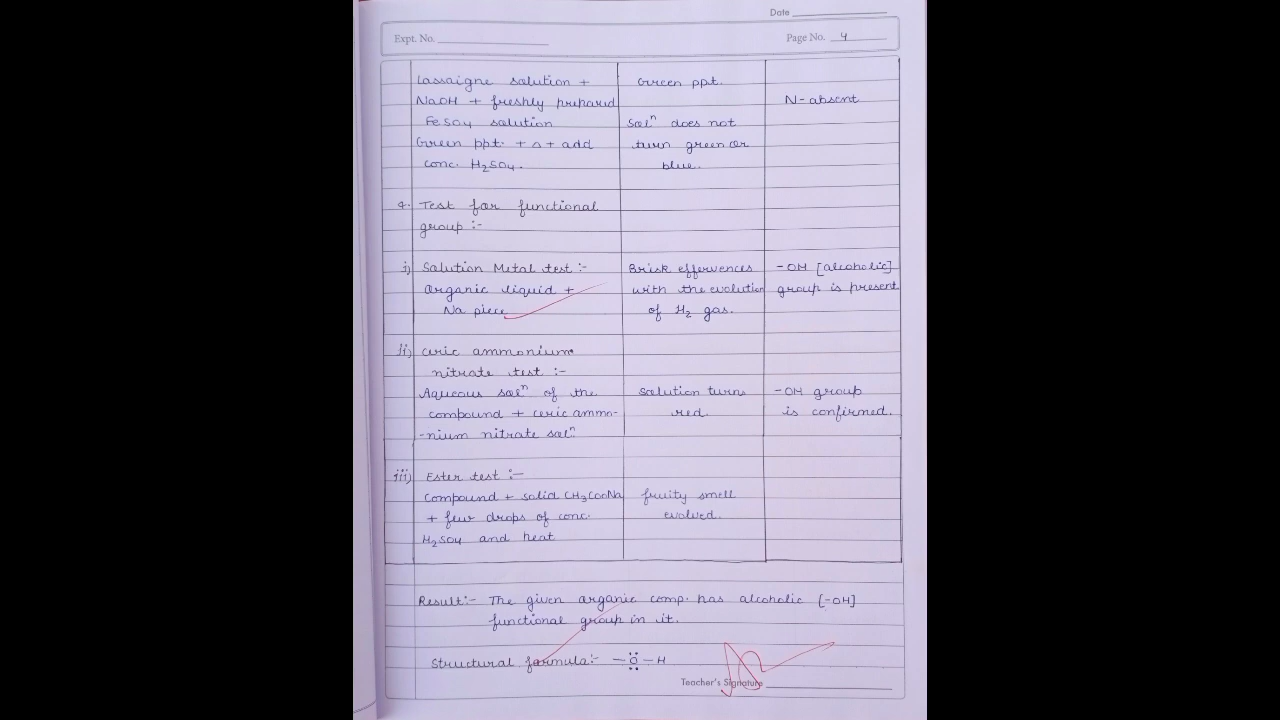 Date
Expt. No.
Page No. 4
Lassaigne solution + Green ppt.
NaOH + freshly prepared N-absent
FeSO4 solution solⁿ does not
Green ppt. + △ + add turn green or
conc. H2SO4. blue.
4. Test for functional
group :-
i) Solution Metal test :- Brisk effervences -OH [alcoholic]
organic liquid + with the evolution group is present
Na piece of H2 gas.
ii) ceric ammonium
nitrate test :-
Aqueous solⁿ of the solution turns -OH group
compound + ceric ammo- red. is confirmed.
-nium nitrate solⁿ.
iii) Ester test :-
Compound + solid CH3COONa fruity smell
+ few drops of conc. evolved.
H2SO4 and heat
Result:- The given organic comp. has alcoholic [-OH]
functional group in it.
Structural formula:- -O-H
Teacher's Signature